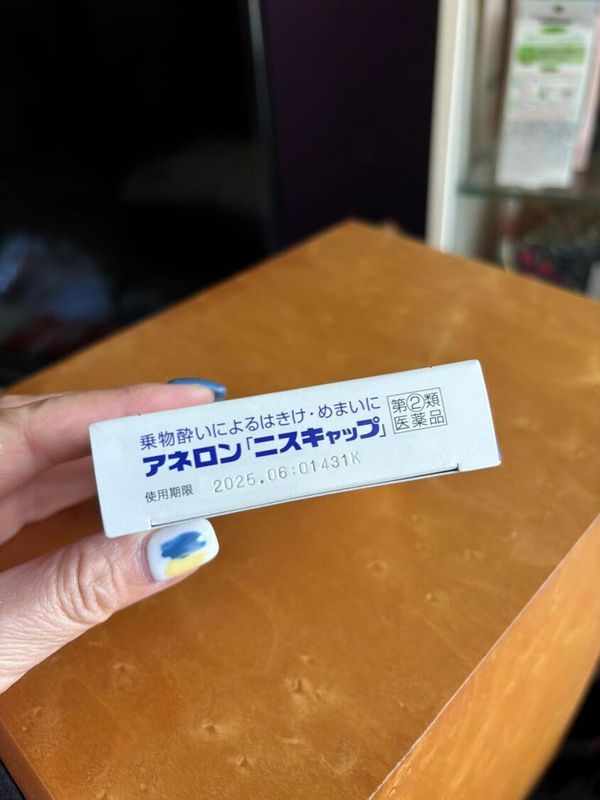 乗物酔いによるはきけ・めまいに
アネロン「ニスキャップ」
第②類
医薬品
使用期限 2025.06:01431K